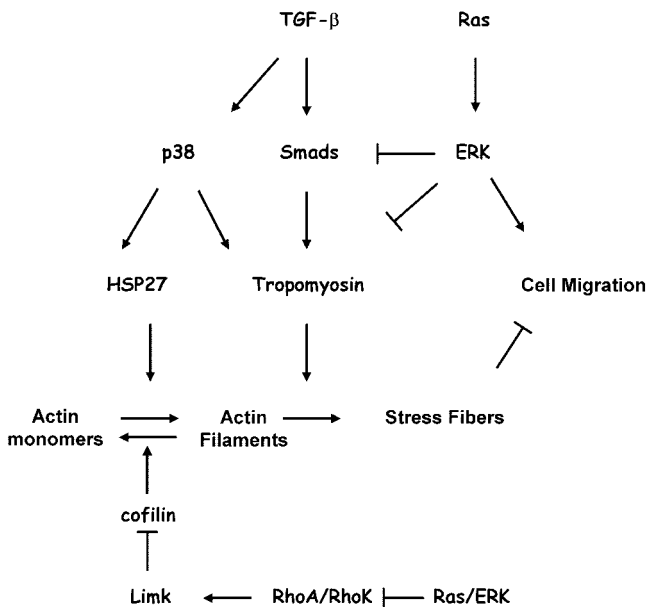 TGF-β Ras
p38 Smads ERK
HSP27 Tropomyosin Cell Migration
Actin monomers Actin Filaments Stress Fibers
cofilin
Limk RhoA/RhoK Ras/ERK